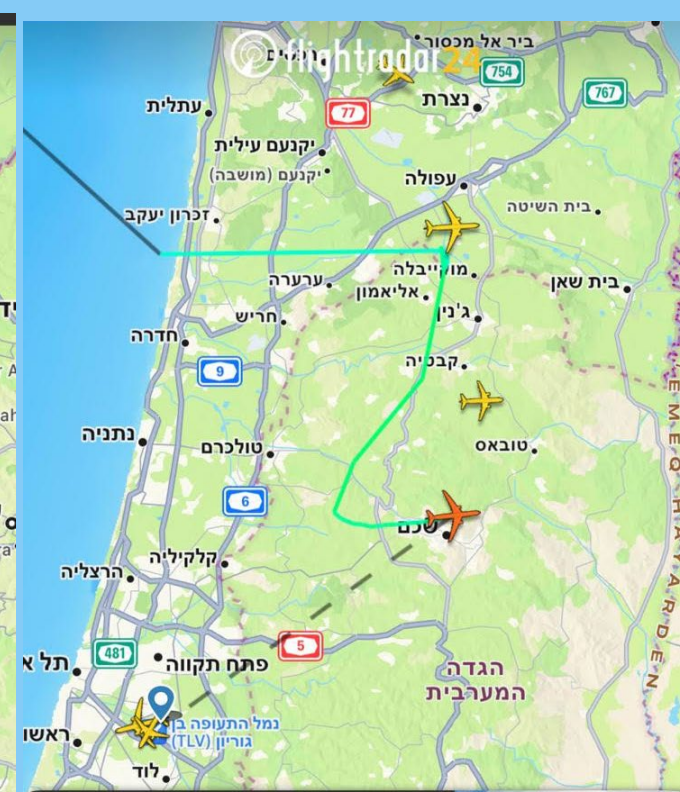 flightradar24
ביר אל מכסור
754
767
עתלית
נצרת
77
יקנעם עילית
יקנעם (מושבה)
עפולה
בית השיטה
זכרון יעקב
מוקייבלה
ערערה
אליאמון
בית שאן
ג'נין
חריש
חדרה
קבטיה
9
נתניה
טולכרם
טובאס
6
שכם
קלקיליה
הרצליה
EMEQ HAYARDEN
481
5
פתח תקווה
הגדה
המערבית
נמל התעופה בן
גוריון (TLV)
לוד